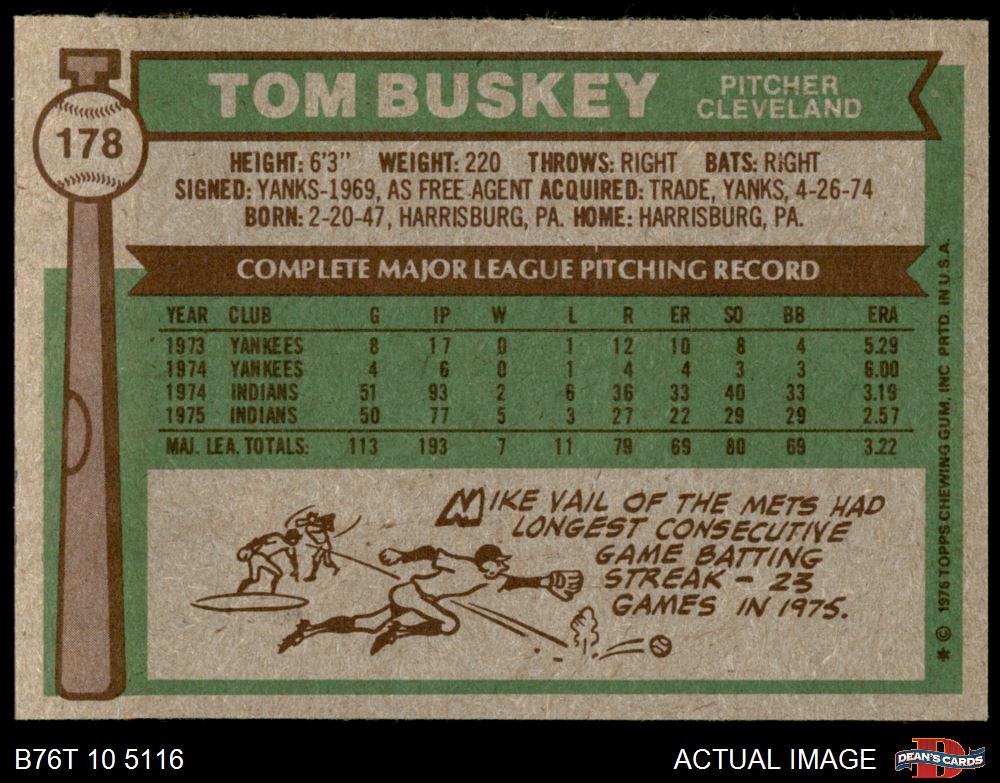 178
TOM BUSKEY
PITCHER
CLEVELAND
HEIGHT: 6'3" WEIGHT: 220 THROWS: RIGHT BATS: RIGHT
SIGNED: YANKS-1969, AS FREE AGENT ACQUIRED: TRADE, YANKS, 4-26-74
BORN: 2-20-47, HARRISBURG, PA. HOME: HARRISBURG, PA.
COMPLETE MAJOR LEAGUE PITCHING RECORD
YEAR CLUB G IP W L R ER SO BB ERA
1973 YANKEES 8 17 0 1 12 10 8 4 5.29
1974 YANKEES 4 6 0 1 4 4 3 3 6.00
1974 INDIANS 51 93 2 6 36 33 40 33 3.19
1975 INDIANS 50 77 5 3 27 22 29 29 2.57
MAJ. LEA. TOTALS: 113 193 7 11 79 69 80 69 3.22
MIKE VAIL OF THE METS HAD
LONGEST CONSECUTIVE
GAME BATTING
STREAK - 23
GAMES IN 1975.
* © 1976 TOPPS CHEWING GUM, INC PRTD. IN U.S.A.
B76T 10 5116
ACTUAL IMAGE
D
DEAN'S CARDS